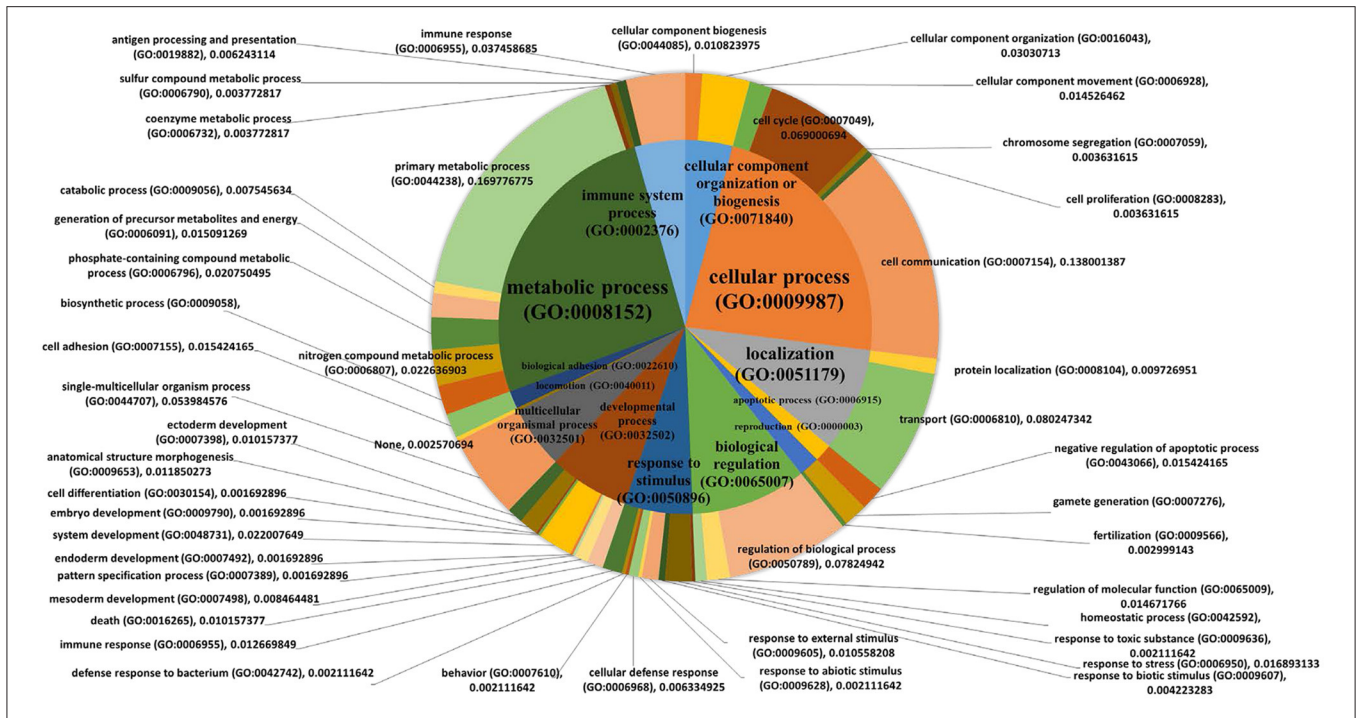 antigen processing and presentation
(GO:0019882), 0.006243114
immune response
(GO:0006955), 0.037458685
cellular component biogenesis
(GO:0044085), 0.010823975
cellular component organization (GO:0016043),
0.03030713
sulfur compound metabolic process
(GO:0006790), 0.003772817
cellular component movement (GO:0006928),
0.014526462
coenzyme metabolic process
(GO:0006732), 0.003772817
cell cycle (GO:0007049),
0.069000694
chromosome segregation (GO:0007059),
0.003631615
primary metabolic process
(GO:0044238), 0.169776775
cell proliferation (GO:0008283),
0.003631615
catabolic process (GO:0009056), 0.007545634
generation of precursor metabolites and energy
(GO:0006091), 0.015091269
phosphate-containing compound metabolic
process (GO:0006796), 0.020750495
cell communication (GO:0007154), 0.138001387
biosynthetic process (GO:0009058),
cell adhesion (GO:0007155), 0.015424165
nitrogen compound metabolic process
(GO:0006807), 0.022636903
protein localization (GO:0008104), 0.009726951
single-multicellular organism process
(GO:0044707), 0.053984576
transport (GO:0006810), 0.080247342
ectoderm development
(GO:0007398), 0.010157377
None, 0.002570694
negative regulation of apoptotic process
(GO:0043066), 0.015424165
anatomical structure morphogenesis
(GO:0009653), 0.011850273
cell differentiation (GO:0030154), 0.001692896
gamete generation (GO:0007276),
embryo development (GO:0009790), 0.001692896
system development (GO:0048731), 0.022007649
fertilization (GO:0009566),
0.002999143
endoderm development (GO:0007492), 0.001692896
regulation of biological process
(GO:0050789), 0.07824942
pattern specification process (GO:0007389), 0.001692896
mesoderm development (GO:0007498), 0.008464481
regulation of molecular function (GO:0065009),
0.014671766
death (GO:0016265), 0.010157377
homeostatic process (GO:0042592),
immune response (GO:0006955), 0.012669849
response to external stimulus
(GO:0009605), 0.010558208
response to toxic substance (GO:0009636),
0.002111642
defense response to bacterium (GO:0042742), 0.002111642
behavior (GO:0007610),
0.002111642
cellular defense response
(GO:0006968), 0.006334925
response to abiotic stimulus
(GO:0009628), 0.002111642
response to stress (GO:0006950), 0.016893133
response to biotic stimulus (GO:0009607),
0.004223283
immune system
process
(GO:0002376)
cellular component
organization or
biogenesis
(GO:0071840)
metabolic process
(GO:0008152)
cellular process
(GO:0009987)
localization
(GO:0051179)
biological adhesion (GO:0022610)
locomotion (GO:0040011)
apoptotic process (GO:0006915)
reproduction (GO:0000003)
multicellular
organismal process
(GO:0032501)
developmental
process
(GO:0032502)
response to
stimulus
(GO:0050896)
biological
regulation
(GO:0065007)